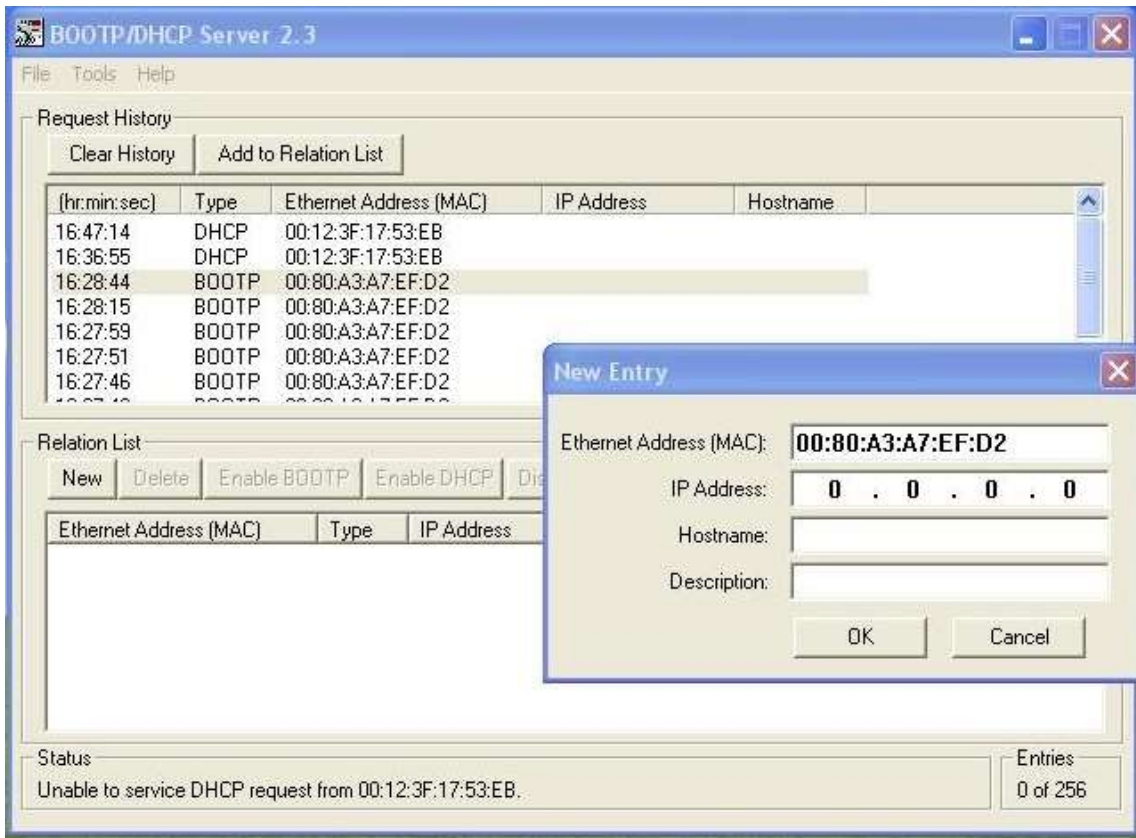 BOOTP/DHCP Server 2.3
File Tools Help
Request History
Clear History Add to Relation List
(hr:min:sec) Type Ethernet Address (MAC) IP Address Hostname
16:47:14 DHCP 00:12:3F:17:53:EB
16:36:55 DHCP 00:12:3F:17:53:EB
16:28:44 BOOTP 00:80:A3:A7:EF:D2
16:28:15 BOOTP 00:80:A3:A7:EF:D2
16:27:59 BOOTP 00:80:A3:A7:EF:D2
16:27:51 BOOTP 00:80:A3:A7:EF:D2
16:27:46 BOOTP 00:80:A3:A7:EF:D2
Relation List
New Delete Enable BOOTP Enable DHCP
Ethernet Address (MAC) Type IP Address
New Entry
Ethernet Address (MAC): 00:80:A3:A7:EF:D2
IP Address: 0 . 0 . 0 . 0
Hostname:
Description:
OK Cancel
Status
Unable to service DHCP request from 00:12:3F:17:53:EB.
Entries
0 of 256